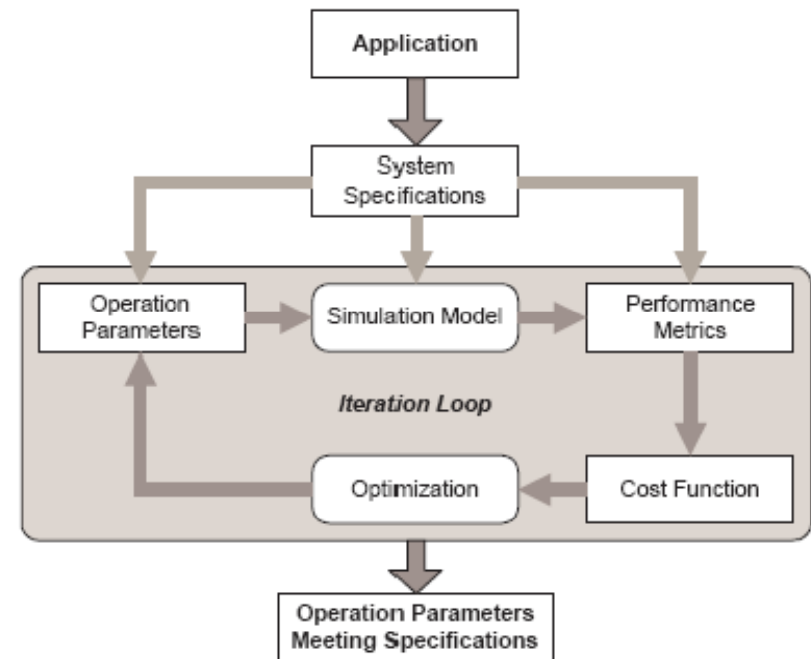 Application
System
Specifications
Operation
Parameters
Simulation Model
Performance
Metrics
Iteration Loop
Optimization
Cost Function
Operation Parameters
Meeting Specifications